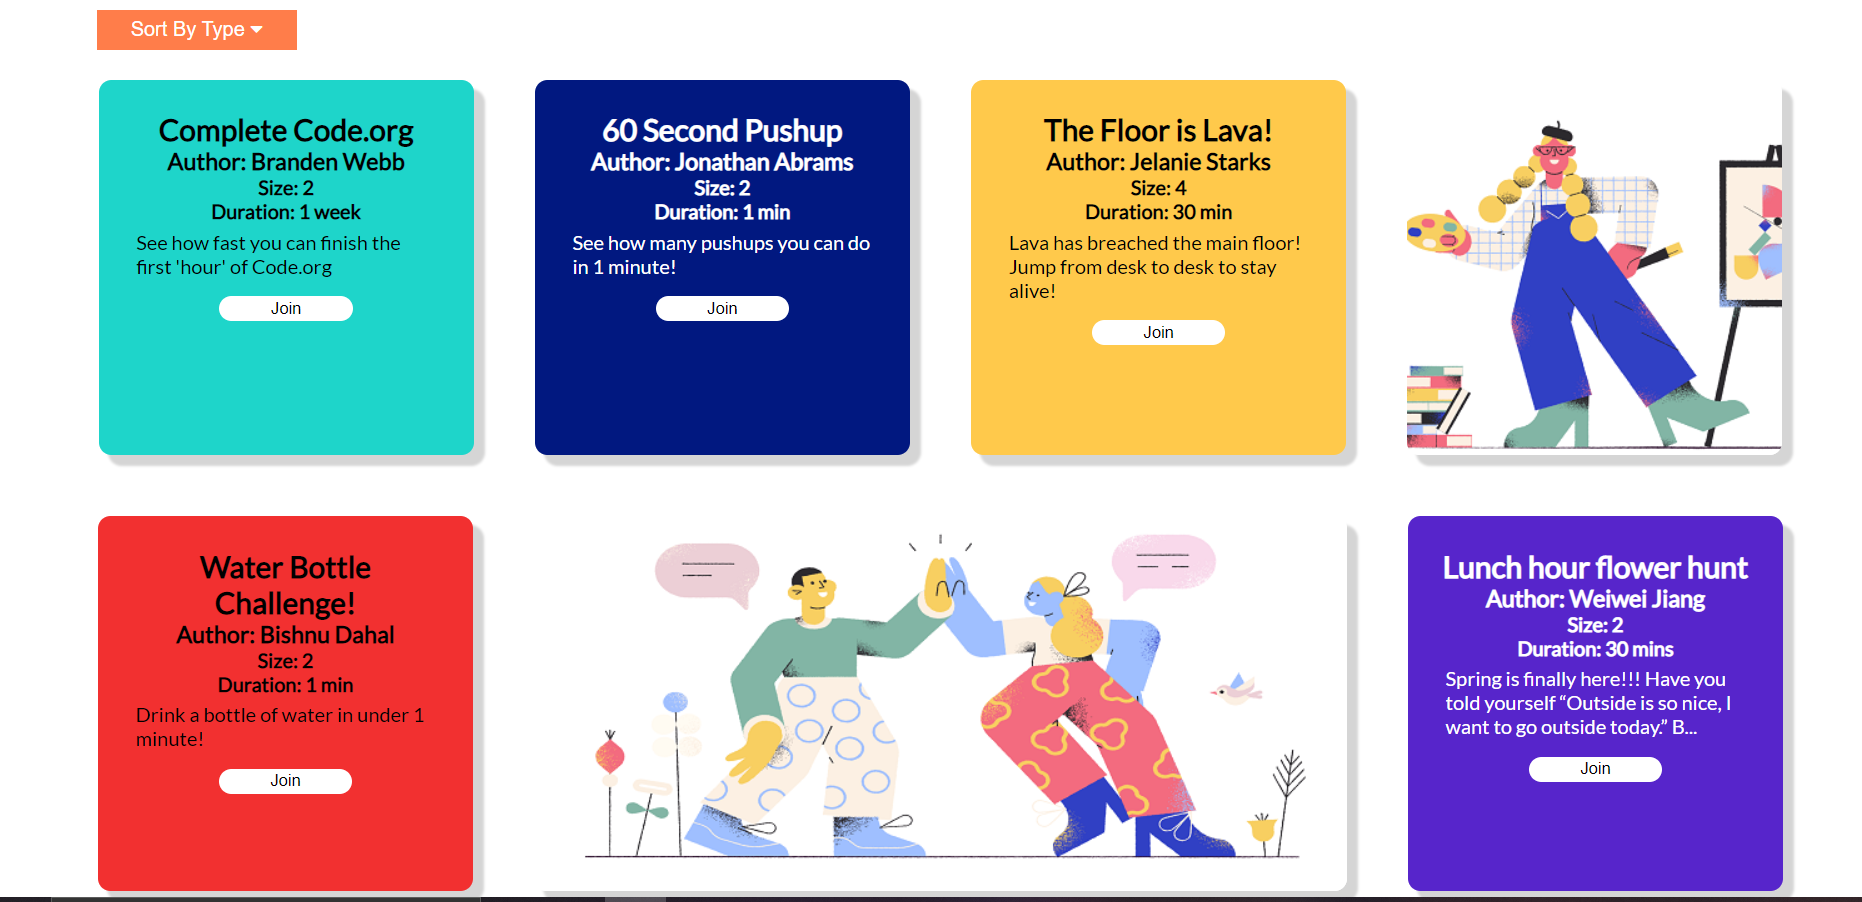 Sort By Type
Complete Code.org
Author: Branden Webb
Size: 2
Duration: 1 week
See how fast you can finish the
first 'hour' of Code.org
Join
60 Second Pushup
Author: Jonathan Abrams
Size: 2
Duration: 1 min
See how many pushups you can do
in 1 minute!
Join
The Floor is Lava!
Author: Jelanie Starks
Size: 4
Duration: 30 min
Lava has breached the main floor!
Jump from desk to desk to stay
alive!
Join
Water Bottle
Challenge!
Author: Bishnu Dahal
Size: 2
Duration: 1 min
Drink a bottle of water in under 1
minute!
Join
Lunch hour flower hunt
Author: Weiwei Jiang
Size: 2
Duration: 30 mins
Spring is finally here!!! Have you
told yourself “Outside is so nice, I
want to go outside today.” B...
Join